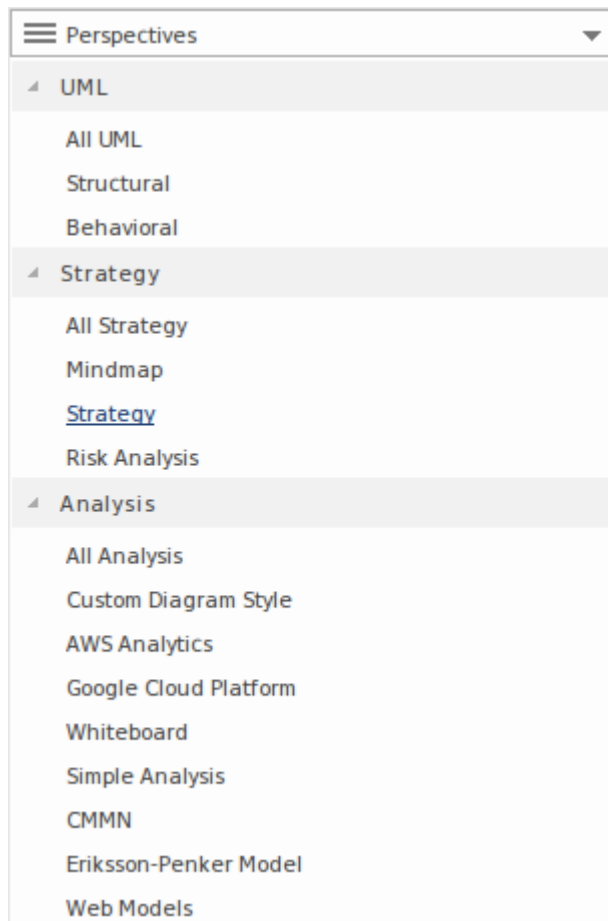 Perspectives
UML
All UML
Structural
Behavioral
Strategy
All Strategy
Mindmap
Strategy
Risk Analysis
Analysis
All Analysis
Custom Diagram Style
AWS Analytics
Google Cloud Platform
Whiteboard
Simple Analysis
CMMN
Eriksson-Penker Model
Web Models